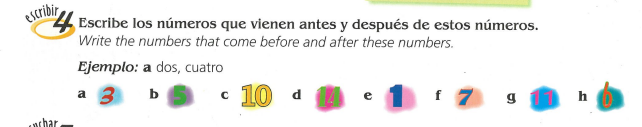 escribir
4 Escribe los números que vienen antes y después de estos números.
Write the numbers that come before and after these numbers.
Ejemplo: a dos, cuatro
a 3 b 5 c 10 d 14 e 1 f 7 g 11 h 6